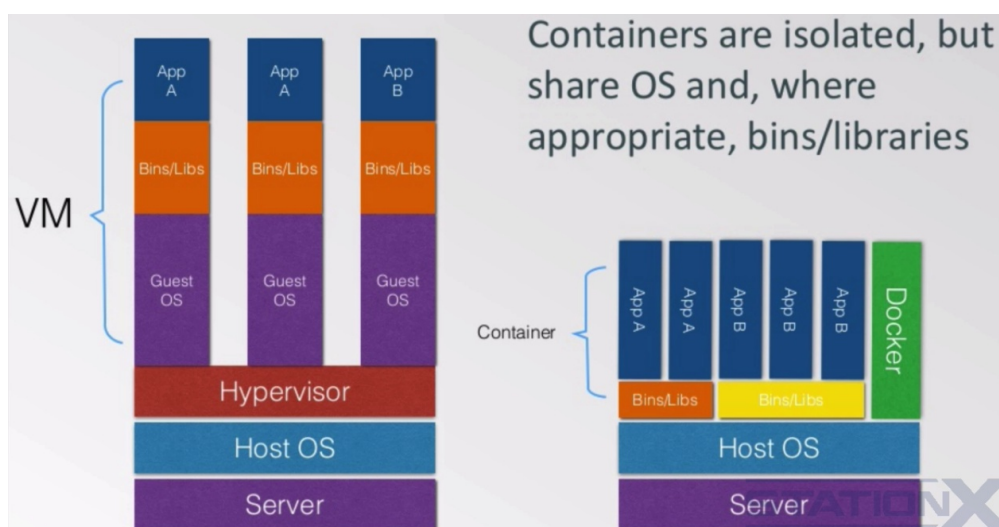 Containers are isolated, but
share OS and, where
appropriate, bins/libraries
VM
App
A
App
A
App
B
Bins/Libs
Bins/Libs
Bins/Libs
Guest
OS
Guest
OS
Guest
OS
Hypervisor
Host OS
Server
Container
App A
App A
App B
App B
App B
Docker
Bins/Libs
Bins/Libs
Host OS
Server
STATIONX